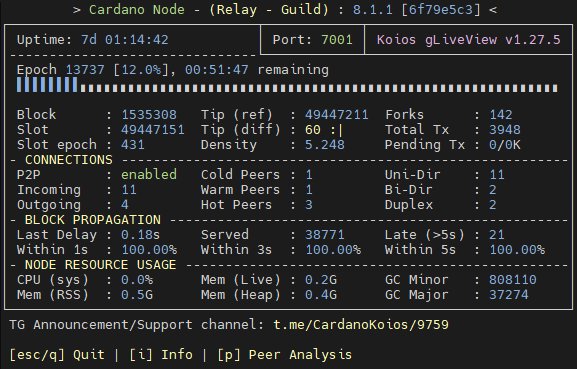 > Cardano Node - (Relay - Guild) : 8.1.1 [6f79e5c3] <
Uptime: 7d 01:14:42 Port: 7001 Koios gLiveView v1.27.5
Epoch 13737 [12.0%], 00:51:47 remaining
Block : 1535308 Tip (ref) : 49447211 Forks : 142
Slot : 49447151 Tip (diff) : 60 :| Total Tx : 3948
Slot epoch : 431 Density : 5.248 Pending Tx : 0/0K
- CONNECTIONS
P2P : enabled Cold Peers : 1 Uni-Dir : 11
Incoming : 11 Warm Peers : 1 Bi-Dir : 2
Outgoing : 4 Hot Peers : 3 Duplex : 2
- BLOCK PROPAGATION
Last Delay : 0.18s Served : 38771 Late (>5s) : 21
Within 1s : 100.00% Within 3s : 100.00% Within 5s : 100.00%
- NODE RESOURCE USAGE
CPU (sys) : 0.0% Mem (Live) : 0.2G GC Minor : 808110
Mem (RSS) : 0.5G Mem (Heap) : 0.4G GC Major : 37274
TG Announcement/Support channel: t.me/CardanoKoios/9759
[esc/q] Quit | [i] Info | [p] Peer Analysis